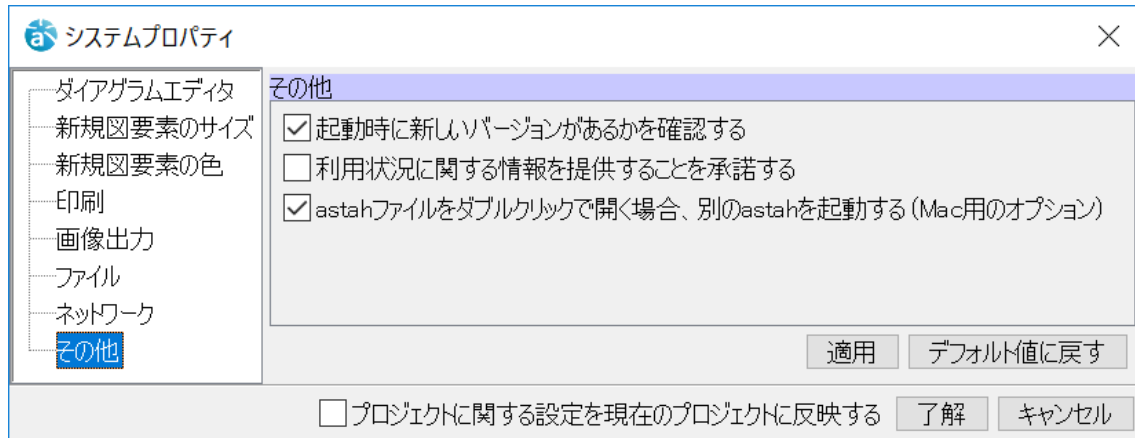 システムプロパティ
ダイアグラムエディタ
新規図要素のサイズ
新規図要素の色
印刷
画像出力
ファイル
ネットワーク
その他
その他
起動時に新しいバージョンがあるかを確認する
利用状況に関する情報を提供することを承諾する
astahファイルをダブルクリックで開く場合、別のastahを起動する(Mac用のオプション)
適用 デフォルト値に戻す
プロジェクトに関する設定を現在のプロジェクトに反映する 了解 キャンセル